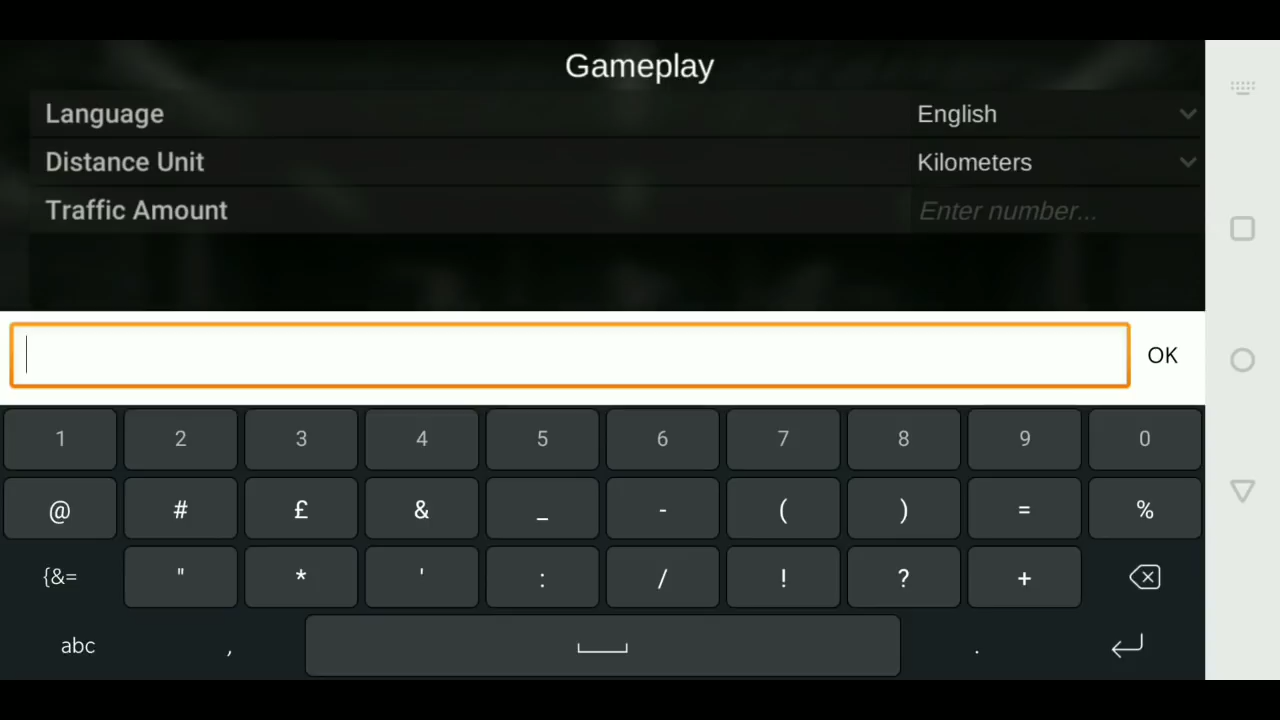 Gameplay
Language English
Distance Unit Kilometers
Traffic Amount Enter number...
OK
1 2 3 4 5 6 7 8 9 0
@ # £ & _ - ( ) = %
{&= " * ' : / ! ? +
abc , .